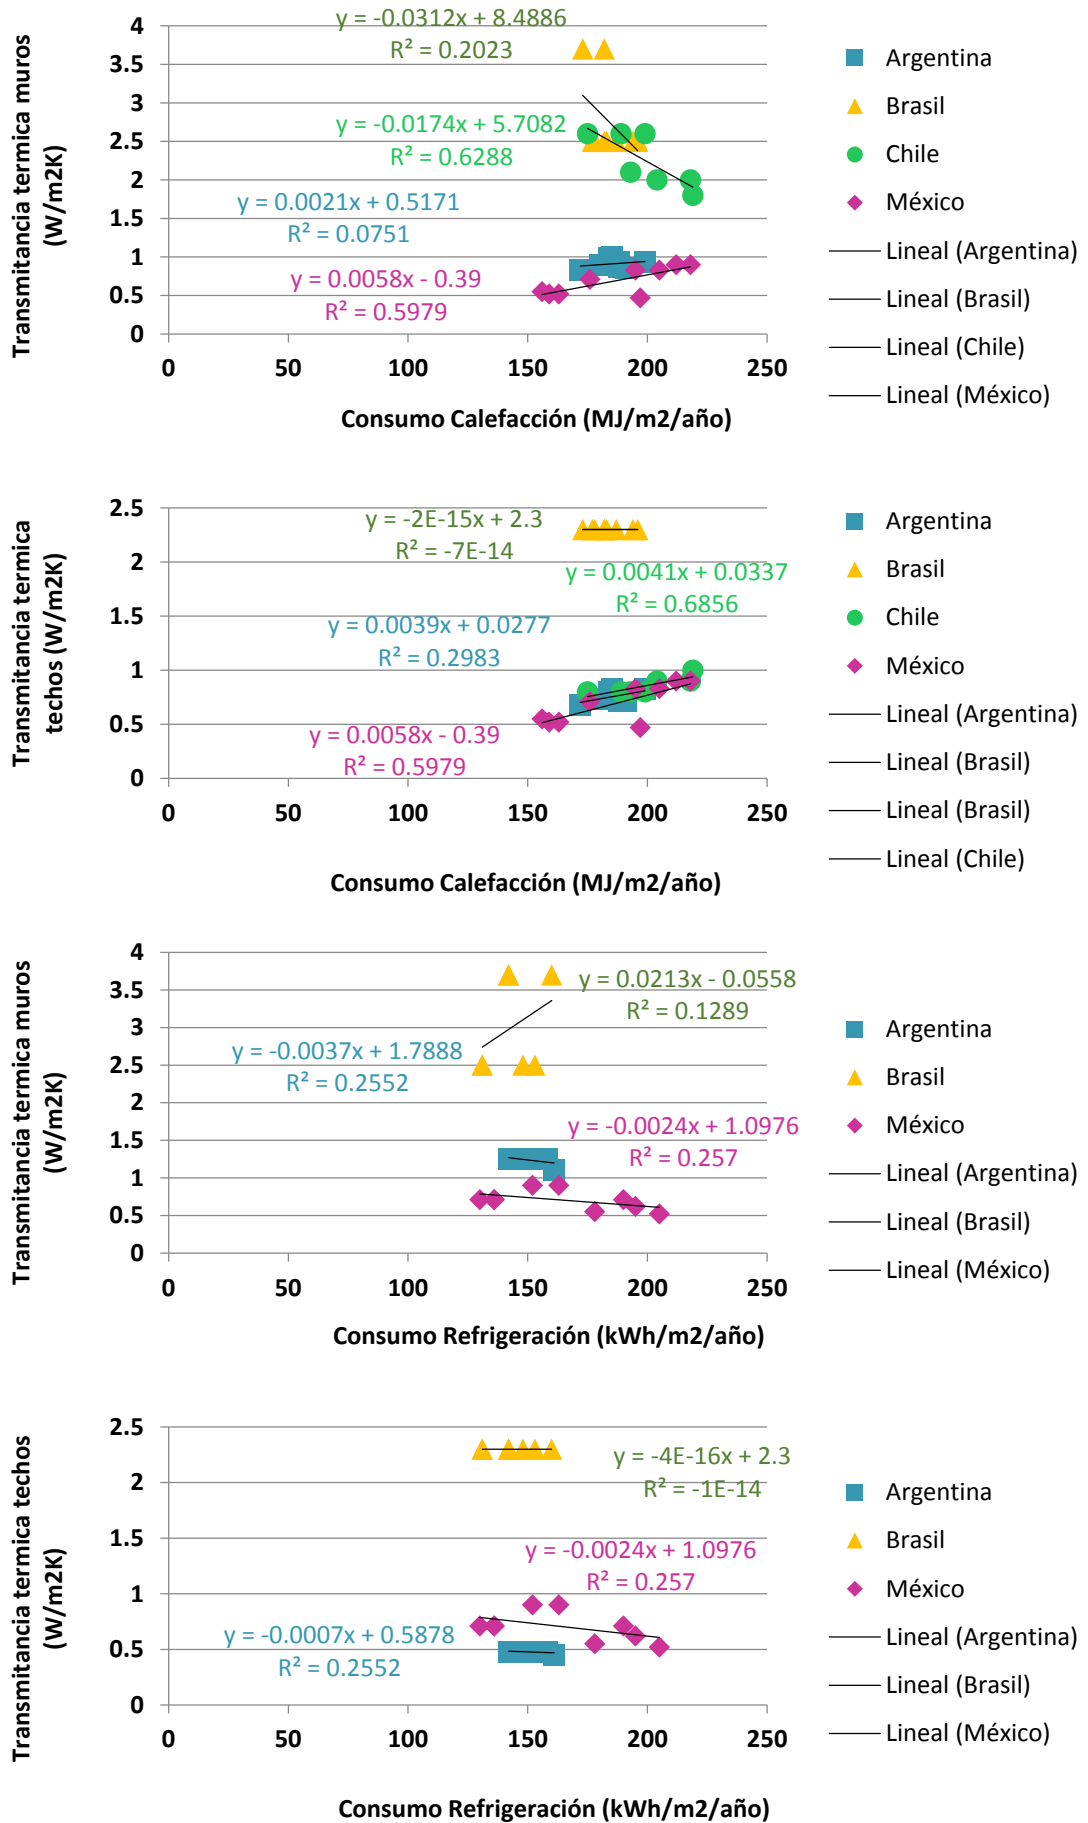 Transmitancia termica muros
(W/m2K)
y = -0.0312x + 8.4886
R² = 0.2023
y = -0.0174x + 5.7082
R² = 0.6288
y = 0.0021x + 0.5171
R² = 0.0751
y = 0.0058x - 0.39
R² = 0.5979
4
3.5
3
2.5
2
1.5
1
0.5
0
0 50 100 150 200 250
Consumo Calefacción (MJ/m2/año)
Argentina
Brasil
Chile
México
Lineal (Argentina)
Lineal (Brasil)
Lineal (Chile)
Lineal (México)
Transmitancia termica
techos (W/m2K)
y = -2E-15x + 2.3
R² = -7E-14
y = 0.0041x + 0.0337
R² = 0.6856
y = 0.0039x + 0.0277
R² = 0.2983
y = 0.0058x - 0.39
R² = 0.5979
2.5
2
1.5
1
0.5
0
0 50 100 150 200 250
Consumo Calefacción (MJ/m2/año)
Argentina
Brasil
Chile
México
Lineal (Argentina)
Lineal (Brasil)
Lineal (Brasil)
Lineal (Chile)
Transmitancia termica muros
(W/m2K)
y = 0.0213x - 0.0558
R² = 0.1289
y = -0.0037x + 1.7888
R² = 0.2552
y = -0.0024x + 1.0976
R² = 0.257
4
3.5
3
2.5
2
1.5
1
0.5
0
0 50 100 150 200 250
Consumo Refrigeración (kWh/m2/año)
Argentina
Brasil
México
Lineal (Argentina)
Lineal (Brasil)
Lineal (México)
Transmitancia termica techos
(W/m2K)
y = -4E-16x + 2.3
R² = -1E-14
y = -0.0024x + 1.0976
R² = 0.257
y = -0.0007x + 0.5878
R² = 0.2552
2.5
2
1.5
1
0.5
0
0 50 100 150 200 250
Consumo Refrigeración (kWh/m2/año)
Argentina
Brasil
México
Lineal (Argentina)
Lineal (Brasil)
Lineal (México)